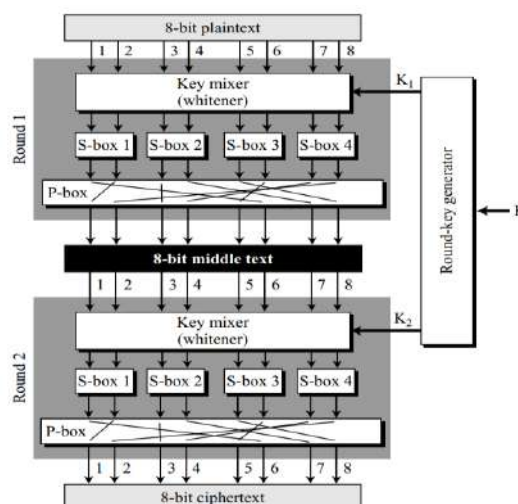 8-bit plaintext
1 2 3 4 5 6 7 8
Key mixer
(whitener)
K1
Round 1
S-box 1 S-box 2 S-box 3 S-box 4
P-box
Round-key generator
8-bit middle text
1 2 3 4 5 6 7 8
Key mixer
(whitener)
K2
Round 2
S-box 1 S-box 2 S-box 3 S-box 4
P-box
1 2 3 4 5 6 7 8
8-bit ciphertext